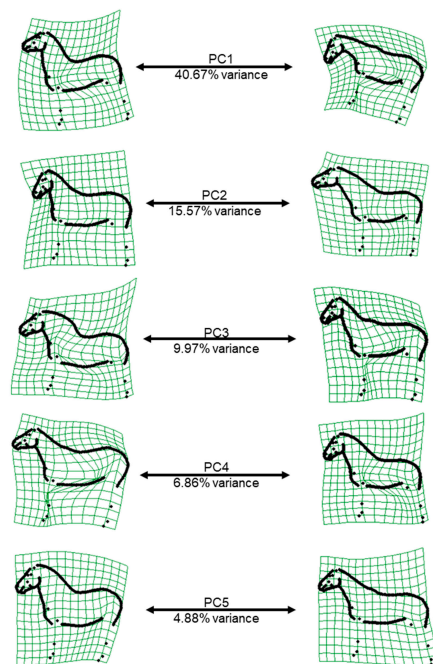 PC1
40.67% variance
PC2
15.57% variance
PC3
9.97% variance
PC4
6.86% variance
PC5
4.88% variance